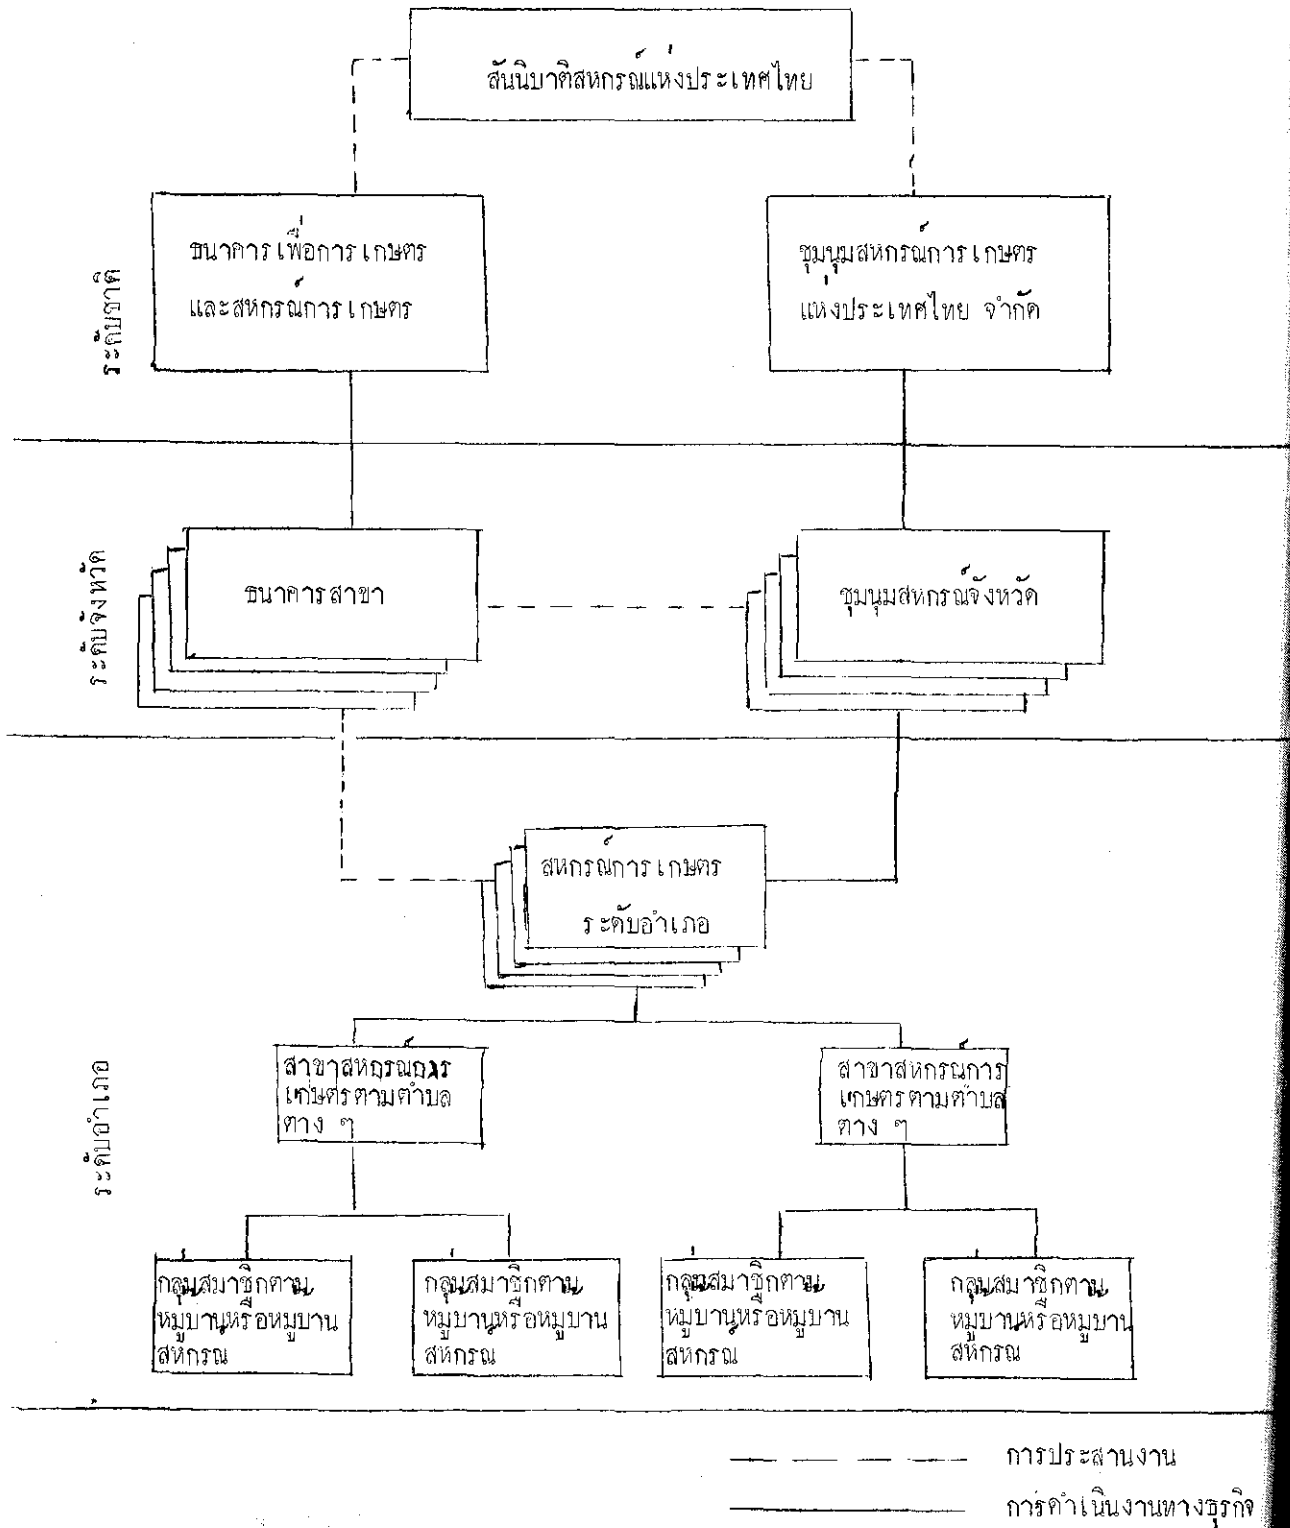 สันนิบาติสหกรณ์แห่งประเทศไทย
ระดับชาติ
ธนาคารเพื่อการเกษตร
และสหกรณ์การเกษตร
ชุมนุมสหกรณ์การเกษตร
แห่งประเทศไทย จำกัด
ระดับจังหวัด
ธนาคารสาขา
ชุมนุมสหกรณ์จังหวัด
สหกรณ์การเกษตร
ระดับอำเภอ
ระดับอำเภอ
สาขาสหกรณ์การ
เกษตรตามตำบล
ต่าง ๆ
สาขาสหกรณ์การ
เกษตรตามตำบล
ต่าง ๆ
กลุ่มสมาชิกตาม
หมู่บ้านหรือหมู่บ้าน
สหกรณ์
กลุ่มสมาชิกตาม
หมู่บ้านหรือหมู่บ้าน
สหกรณ์
กลุ่มสมาชิกตาม
หมู่บ้านหรือหมู่บ้าน
สหกรณ์
กลุ่มสมาชิกตาม
หมู่บ้านหรือหมู่บ้าน
สหกรณ์
การประสานงาน
การดำเนินงานทางธุรกิจ